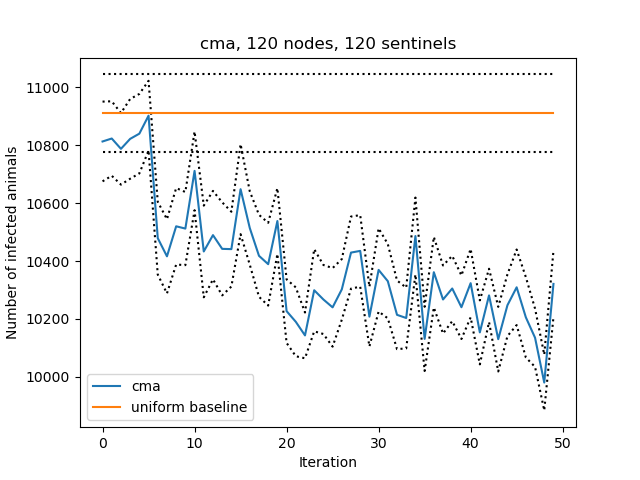 cma, 120 nodes, 120 sentinels
Number of infected animals
11000
10800
10600
10400
10200
10000
cma
uniform baseline
0
10
20
30
40
50
Iteration